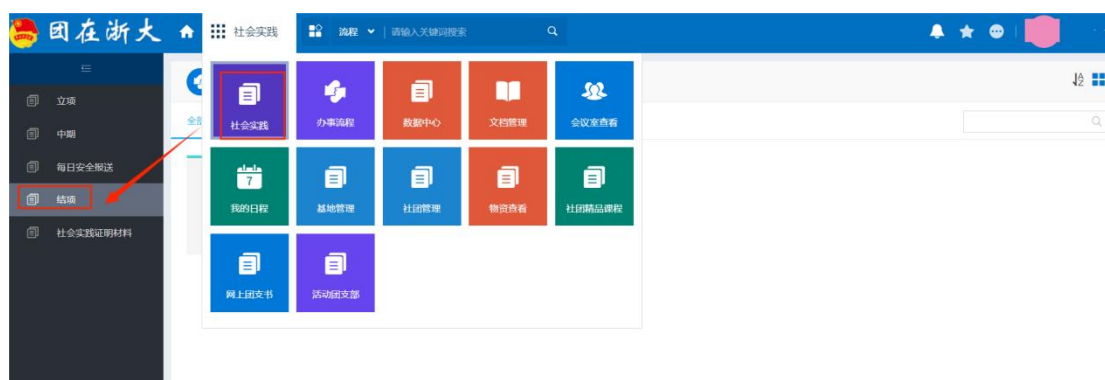 团在浙大 社会实践 流程 请输入关键词搜索
立项
中期
每日安全报送
结项
社会实践证明材料
社会实践 办事流程 数据中心 文档管理 会议室查看
7
我的日程 基地管理 社团管理 物资查看 社团精品课程
网上团支书 活动团支部